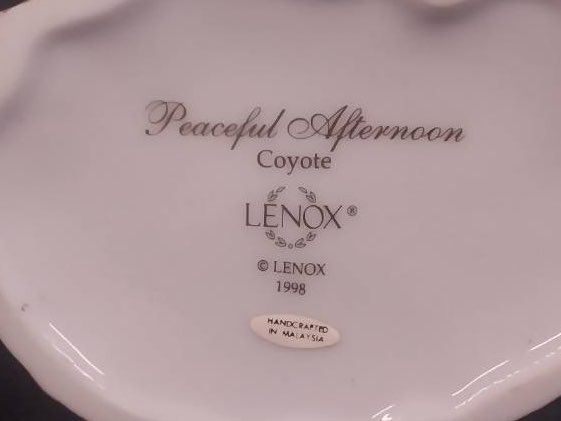 Peaceful Afternoon
Coyote
LENOX®
© LENOX
1998
HANDCRAFTED
IN MALAYSIA